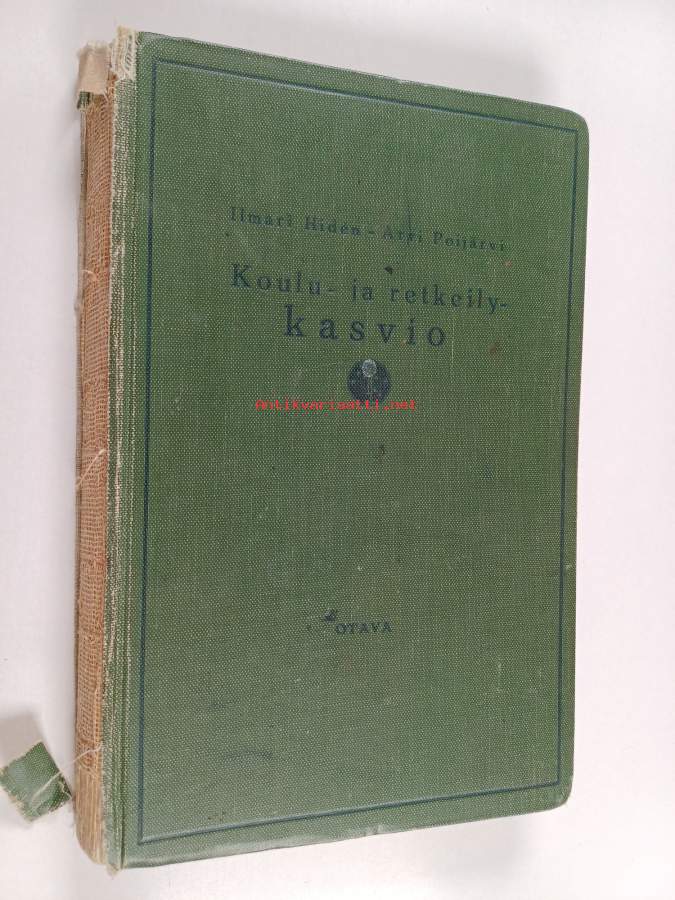 Ilmari Hidén - Arvi Poijärvi
Koulu- ja retkeily-
kasvio
Antikvariaatti.net
OTAVA